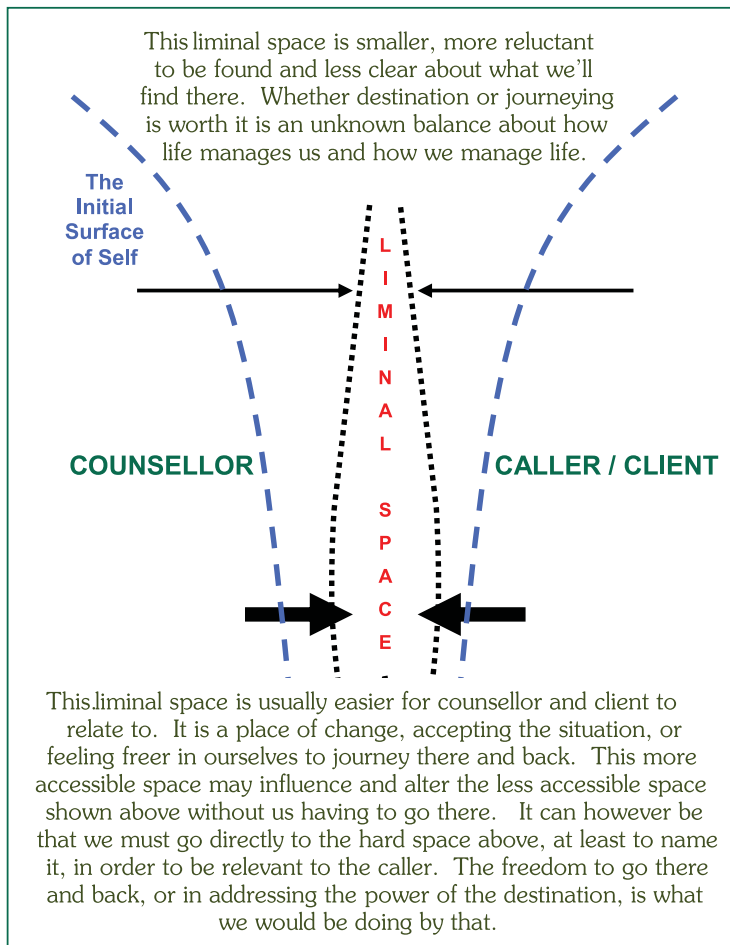 This liminal space is smaller, more reluctant
to be found and less clear about what we'll
find there. Whether destination or journeying
is worth it is an unknown balance about how
life manages us and how we manage life.
The
Initial
Surface
of Self
LIMINAL SPACE
COUNSELLOR
CALLER / CLIENT
This.liminal space is usually easier for counsellor and client to
relate to. It is a place of change, accepting the situation, or
feeling freer in ourselves to journey there and back. This more
accessible space may influence and alter the less accessible space
shown above without us having to go there. It can however be
that we must go directly to the hard space above, at least to name
it, in order to be relevant to the caller. The freedom to go there
and back, or in addressing the power of the destination, is what
we would be doing by that.